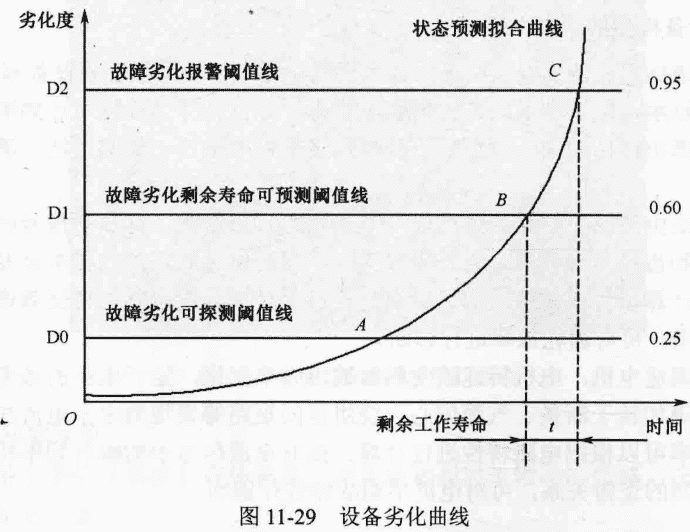 劣化度
状态预测拟合曲线
C
D2
故障劣化报警阈值线
0.95
D1
故障劣化剩余寿命可预测阈值线
B
0.60
D0
故障劣化可探测阈值线
A
0.25
O
剩余工作寿命
t
时间
图 11-29 设备劣化曲线